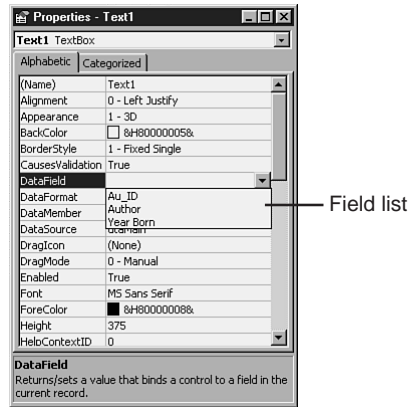 Properties - Text1
Text1 TextBox
Alphabetic Categorized
(Name) Text1
Alignment 0 - Left Justify
Appearance 1 - 3D
BackColor &H80000005&
BorderStyle 1 - Fixed Single
CausesValidation True
DataField
DataFormat Au_ID
Author
DataMember
Year Born
DataSource datMain
DragIcon (None)
DragMode 0 - Manual
Enabled True
Font MS Sans Serif
ForeColor &H80000008&
Height 375
HelpContextID 0
DataField
Returns/sets a value that binds a control to a field in the
current record.
Field list